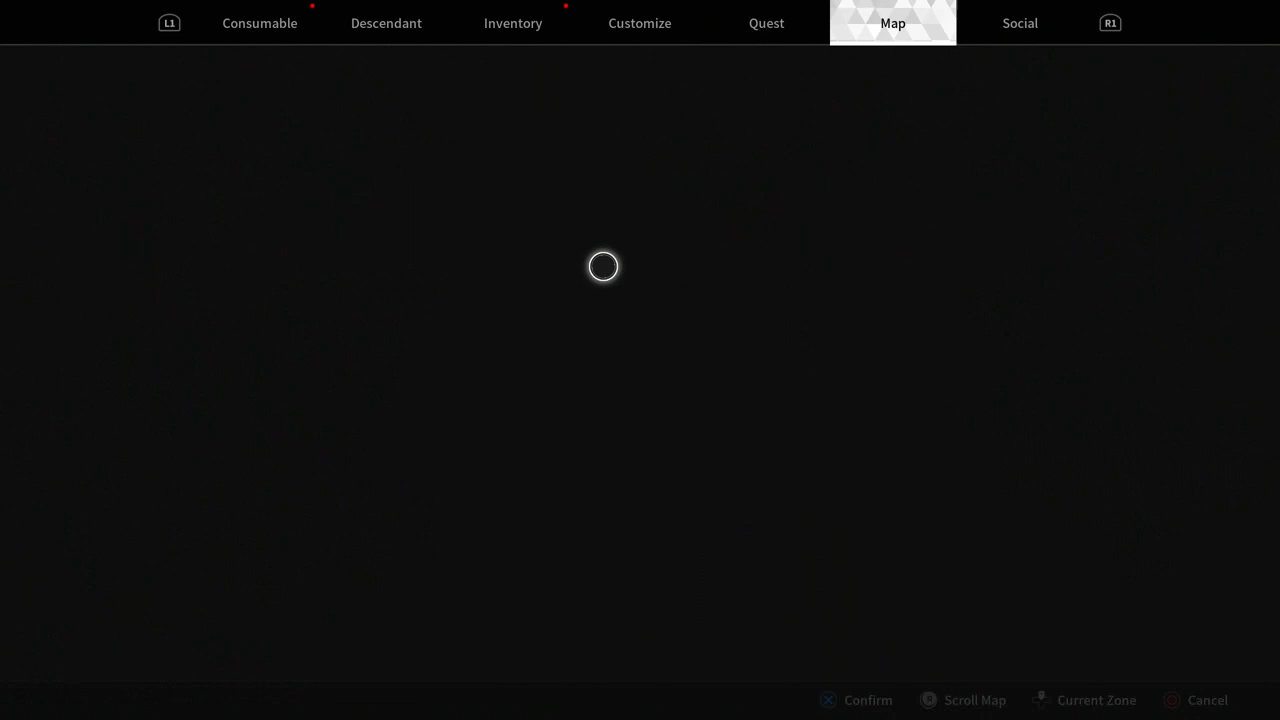 L1 Consumable Descendant Inventory Customize Quest Map Social R1
Confirm R Scroll Map Current Zone Cancel